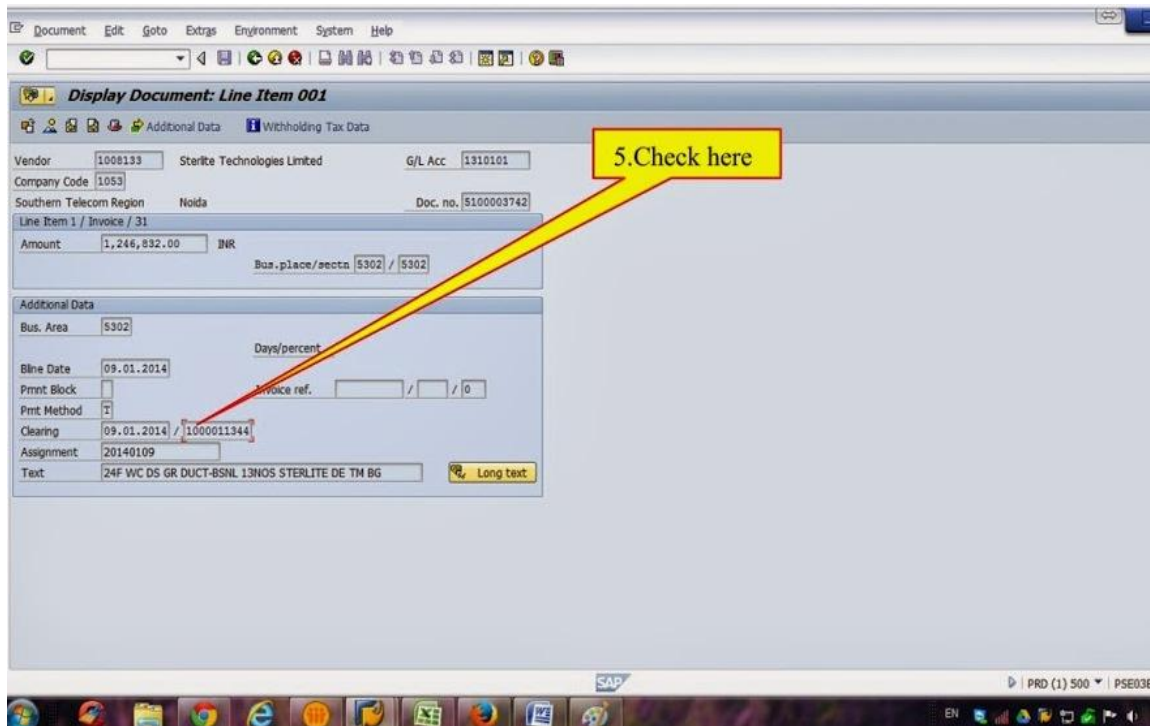 Document Edit Goto Extras Environment System Help
Display Document: Line Item 001
Additional Data Withholding Tax Data
5.Check here
Vendor 1008133 Sterlite Technologies Limited G/L Acc 1310101
Company Code 1053
Southern Telecom Region Noida Doc. no. 5100003742
Line Item 1 / Invoice / 31
Amount 1,246,832.00 INR
Bus.place/sectn 5302 / 5302
Additional Data
Bus. Area 5302
Days/percent
Bline Date 09.01.2014
Pmnt Block Invoice ref. / / 0
Pmt Method T
Clearing 09.01.2014 / 1000011344
Assignment 20140109
Text 24F WC DS GR DUCT-BSNL 13NOS STERLITE DE TM BG Long text
SAP
PRD (1) 500 PSE03E
EN